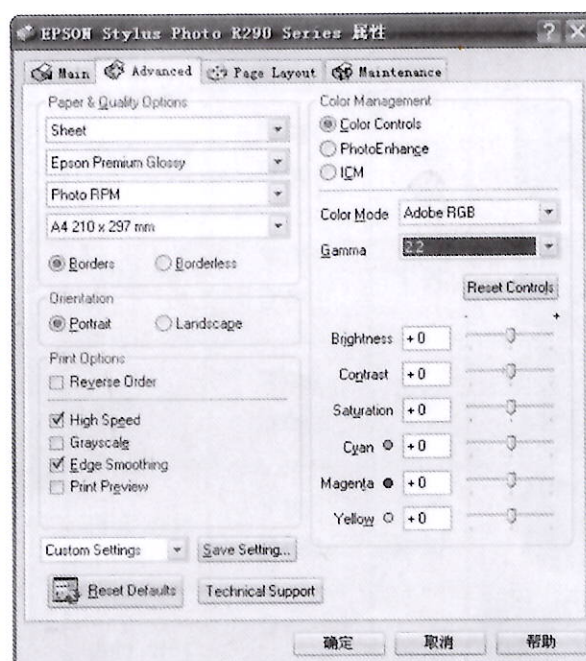 EPSON Stylus Photo R290 Series 属性
Main Advanced Page Layout Maintenance
Paper & Quality Options
Sheet
Epson Premium Glossy
Photo RPM
A4 210 x 297 mm
Borders Borderless
Orientation
Portrait Landscape
Print Options
Reverse Order
High Speed
Grayscale
Edge Smoothing
Print Preview
Custom Settings Save Setting...
Reset Defaults Technical Support
Color Management
Color Controls
PhotoEnhance
ICM
Color Mode Adobe RGB
Gamma 2.2
Reset Controls
- +
Brightness +0
Contrast +0
Saturation +0
Cyan +0
Magenta +0
Yellow +0
确定 取消 帮助